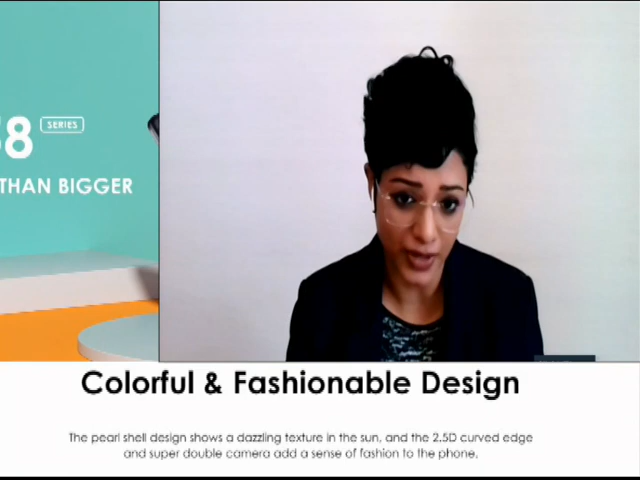 8
SERIES
THAN BIGGER
Colorful & Fashionable Design
The pearl shell design shows a dazzling texture in the sun, and the 2.5D curved edge
and super double camera add a sense of fashion to the phone.